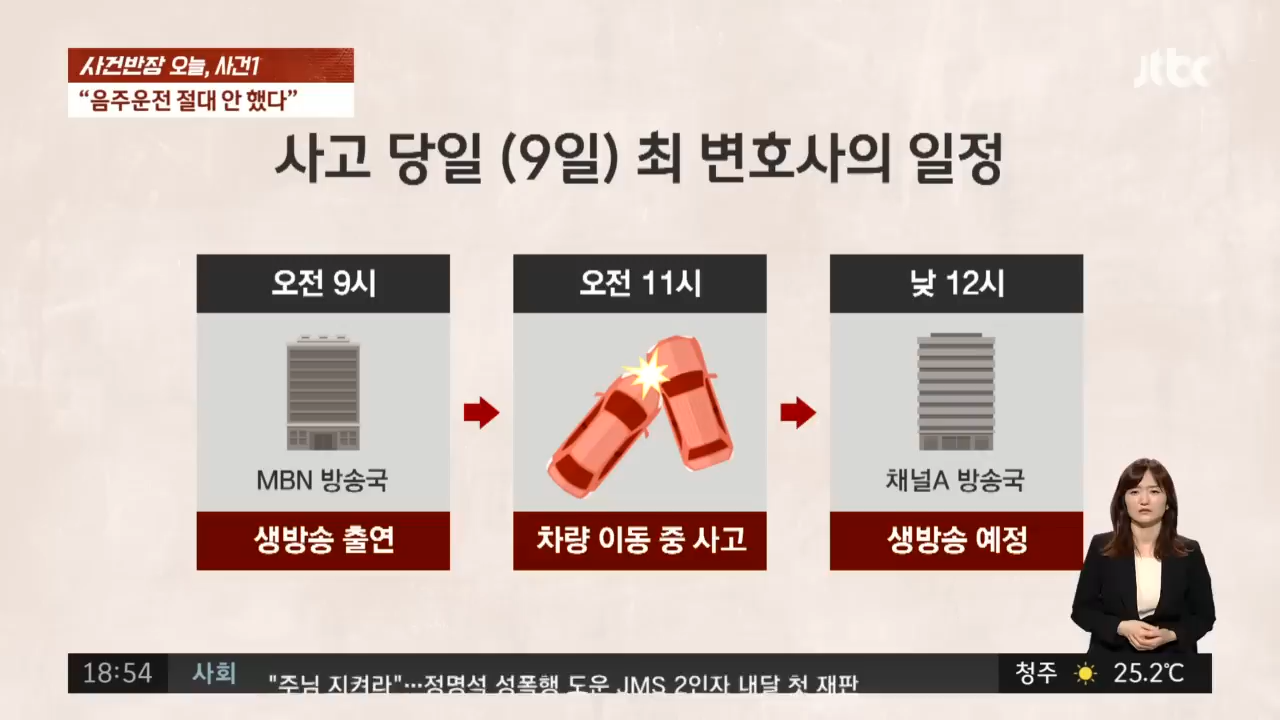 사건반장 오늘, 사건1
jtbc
“음주운전 절대 안 했다”
사고 당일 (9일) 최 변호사의 일정
오전 9시
MBN 방송국
생방송 출연
오전 11시
차량 이동 중 사고
낮 12시
채널A 방송국
생방송 예정
18:54 사회 "주님 지켜라"…정명석 성폭행 도운 JMS 2인자 내달 첫 재판 청주 25.2℃